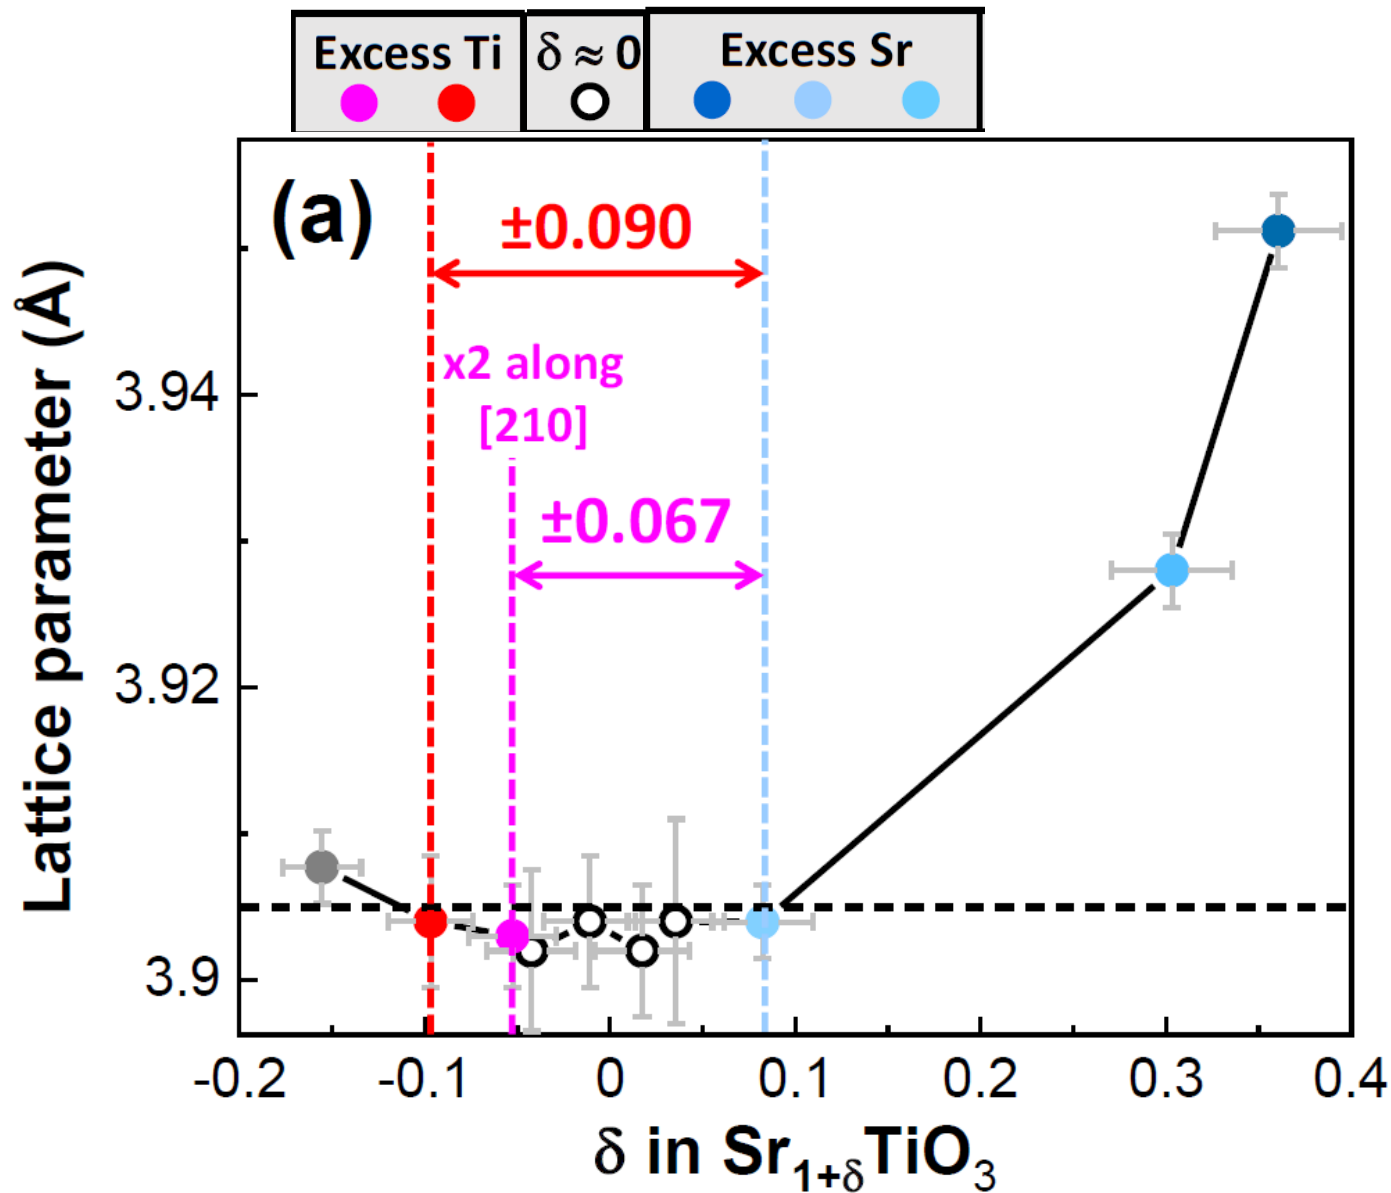 Excess Ti
δ ≈ 0
Excess Sr
(a)
±0.090
x2 along
[210]
±0.067
Lattice parameter (Å)
3.94
3.92
3.9
-0.2 -0.1 0 0.1 0.2 0.3 0.4
δ in Sr₁₊δTiO₃